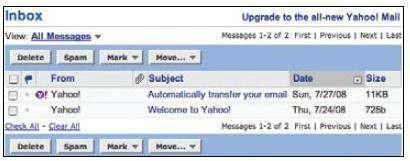 Inbox Upgrade to the all-new Yahoo! Mail
View: All Messages Messages 1-2 of 2 First | Previous | Next | Last
Delete Spam Mark Move...
From Subject Date Size
Y! Yahoo! Automatically transfer your email Sun, 7/27/08 11KB
Yahoo! Welcome to Yahoo! Thu, 7/24/08 725b
Check All - Clear All Messages 1-2 of 2 First | Previous | Next | Last
Delete Spam Mark Move...